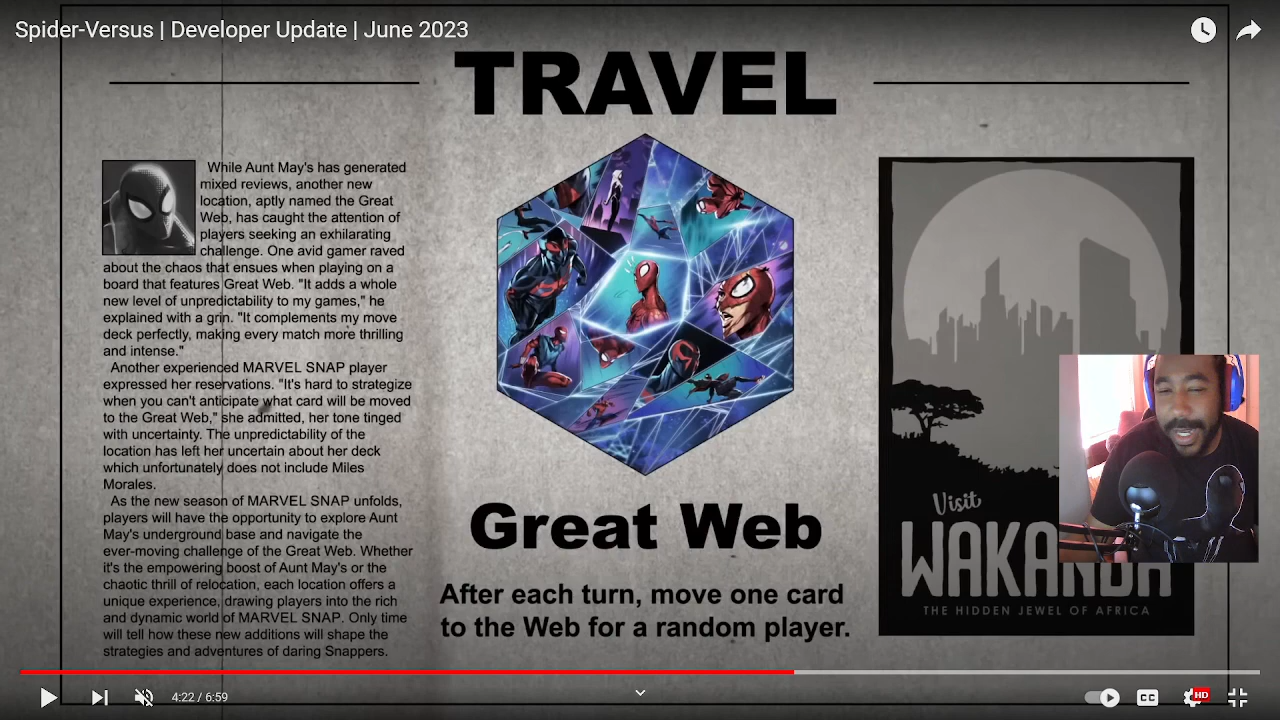 Spider-Versus | Developer Update | June 2023
TRAVEL
While Aunt May's has generated
mixed reviews, another new
location, aptly named the Great
Web, has caught the attention of
players seeking an exhilarating
challenge. One avid gamer raved
about the chaos that ensues when playing on a
board that features Great Web. "It adds a whole
new level of unpredictability to my games," he
explained with a grin. "It complements my move
deck perfectly, making every match more thrilling
and intense."
Another experienced MARVEL SNAP player
expressed her reservations. "It's hard to strategize
when you can't anticipate what card will be moved
to the Great Web," she admitted, her tone tinged
with uncertainty. The unpredictability of the
location has left her uncertain about her deck
which unfortunately does not include Miles
Morales.
As the new season of MARVEL SNAP unfolds,
players will have the opportunity to explore Aunt
May's underground base and navigate the
ever-moving challenge of the Great Web. Whether
it's the empowering boost of Aunt May's or the
chaotic thrill of relocation, each location offers a
unique experience, drawing players into the rich
and dynamic world of MARVEL SNAP. Only time
will tell how these new additions will shape the
strategies and adventures of daring Snappers.
Great Web
After each turn, move one card
to the Web for a random player.
Visit
WAKANDA
THE HIDDEN JEWEL OF AFRICA
4:22 / 6:59
CC
HD